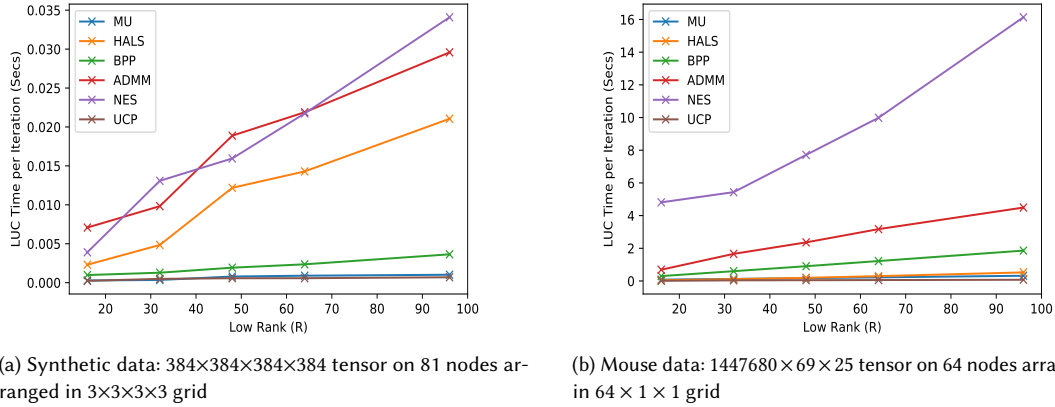 0.035
0.030
0.025
0.020
0.015
0.010
0.005
0.000
LUC Time per Iteration (Secs)
MU
HALS
BPP
ADMM
NES
UCP
20 30 40 50 60 70 80 90 100
Low Rank (R)
16
14
12
10
8
6
4
2
0
LUC Time per Iteration (Secs)
MU
HALS
BPP
ADMM
NES
UCP
20 30 40 50 60 70 80 90 100
Low Rank (R)
(a) Synthetic data: 384×384×384×384 tensor on 81 nodes ar-
ranged in 3×3×3×3 grid
(b) Mouse data: 1447680×69×25 tensor on 64 nodes arra
in 64 × 1 × 1 grid